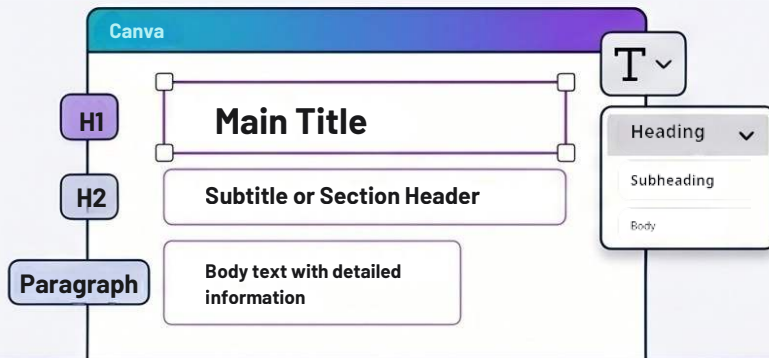 Canva
T
H1
Main Title
Heading
H2
Subtitle or Section Header
Subheading
Body
Paragraph
Body text with detailed
information